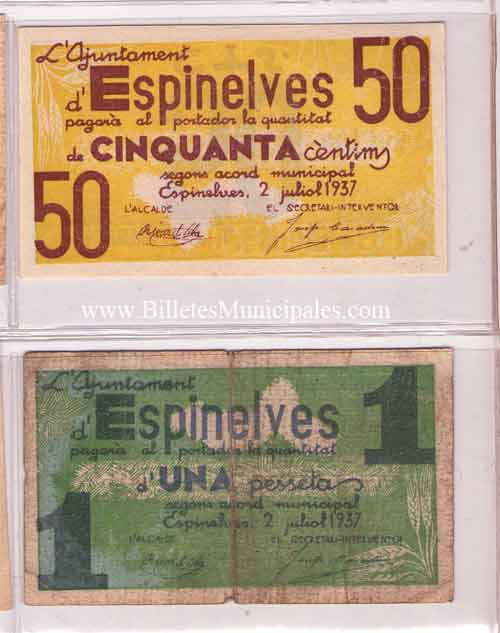 L'Ajuntament
d'Espinelves 50
pagarà al portador la quantitat
de CINQUANTA cèntims
segons acord municipal
Espinelves, 2 juliol 1937
50
L'ALCALDE EL SECRETARI-INTERVENTOR
www.BilletesMunicipales.com
L'Ajuntament
d'Espinelves 1
pagarà al portador la quantitat
d'UNA pesseta
segons acord municipal
Espinelves, 2 juliol 1937
1
L'ALCALDE EL SECRETARI-INTERVENTOR